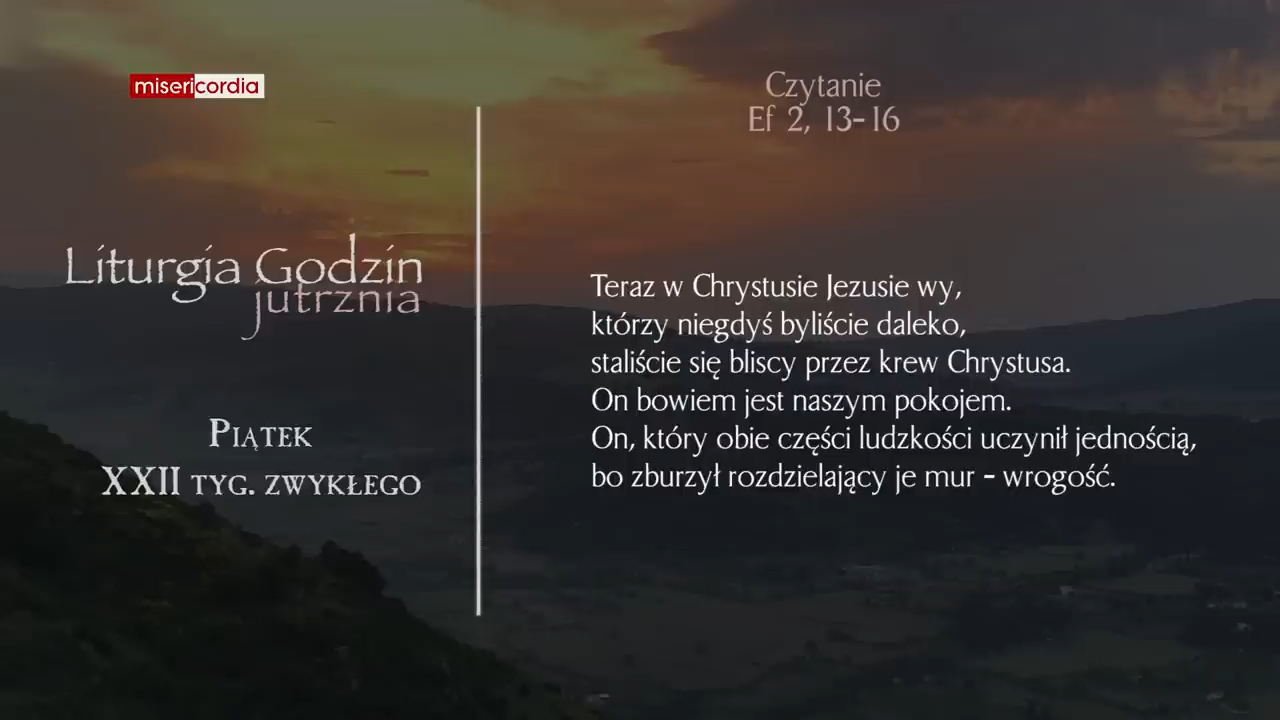 misericordia
Liturgia Godzin
jutrznia
Piątek
XXII tyg. zwykłego
Czytanie
Ef 2, 13-16
Teraz w Chrystusie Jezusie wy,
którzy niegdyś byliście daleko,
staliście się bliscy przez krew Chrystusa.
On bowiem jest naszym pokojem.
On, który obie części ludzkości uczynił jednością,
bo zburzył rozdzielający je mur - wrogość.